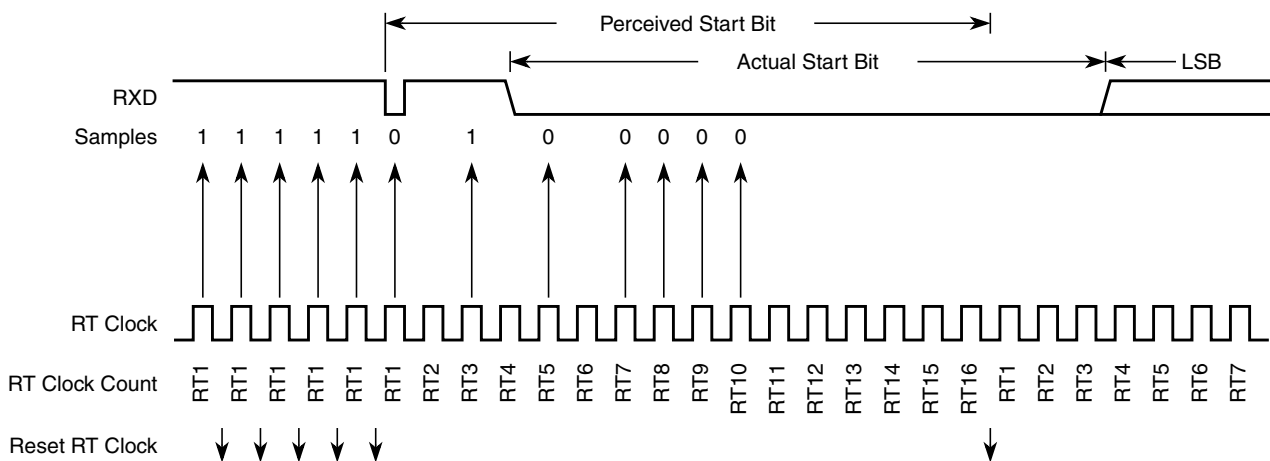 Perceived Start Bit
Actual Start Bit LSB
RXD
Samples 1 1 1 1 1 0 1 0 0 0 0 0
RT Clock
RT Clock Count RT1 RT1 RT1 RT1 RT1 RT1 RT2 RT3 RT4 RT5 RT6 RT7 RT8 RT9 RT10 RT11 RT12 RT13 RT14 RT15 RT16 RT1 RT2 RT3 RT4 RT5 RT6 RT7
Reset RT Clock